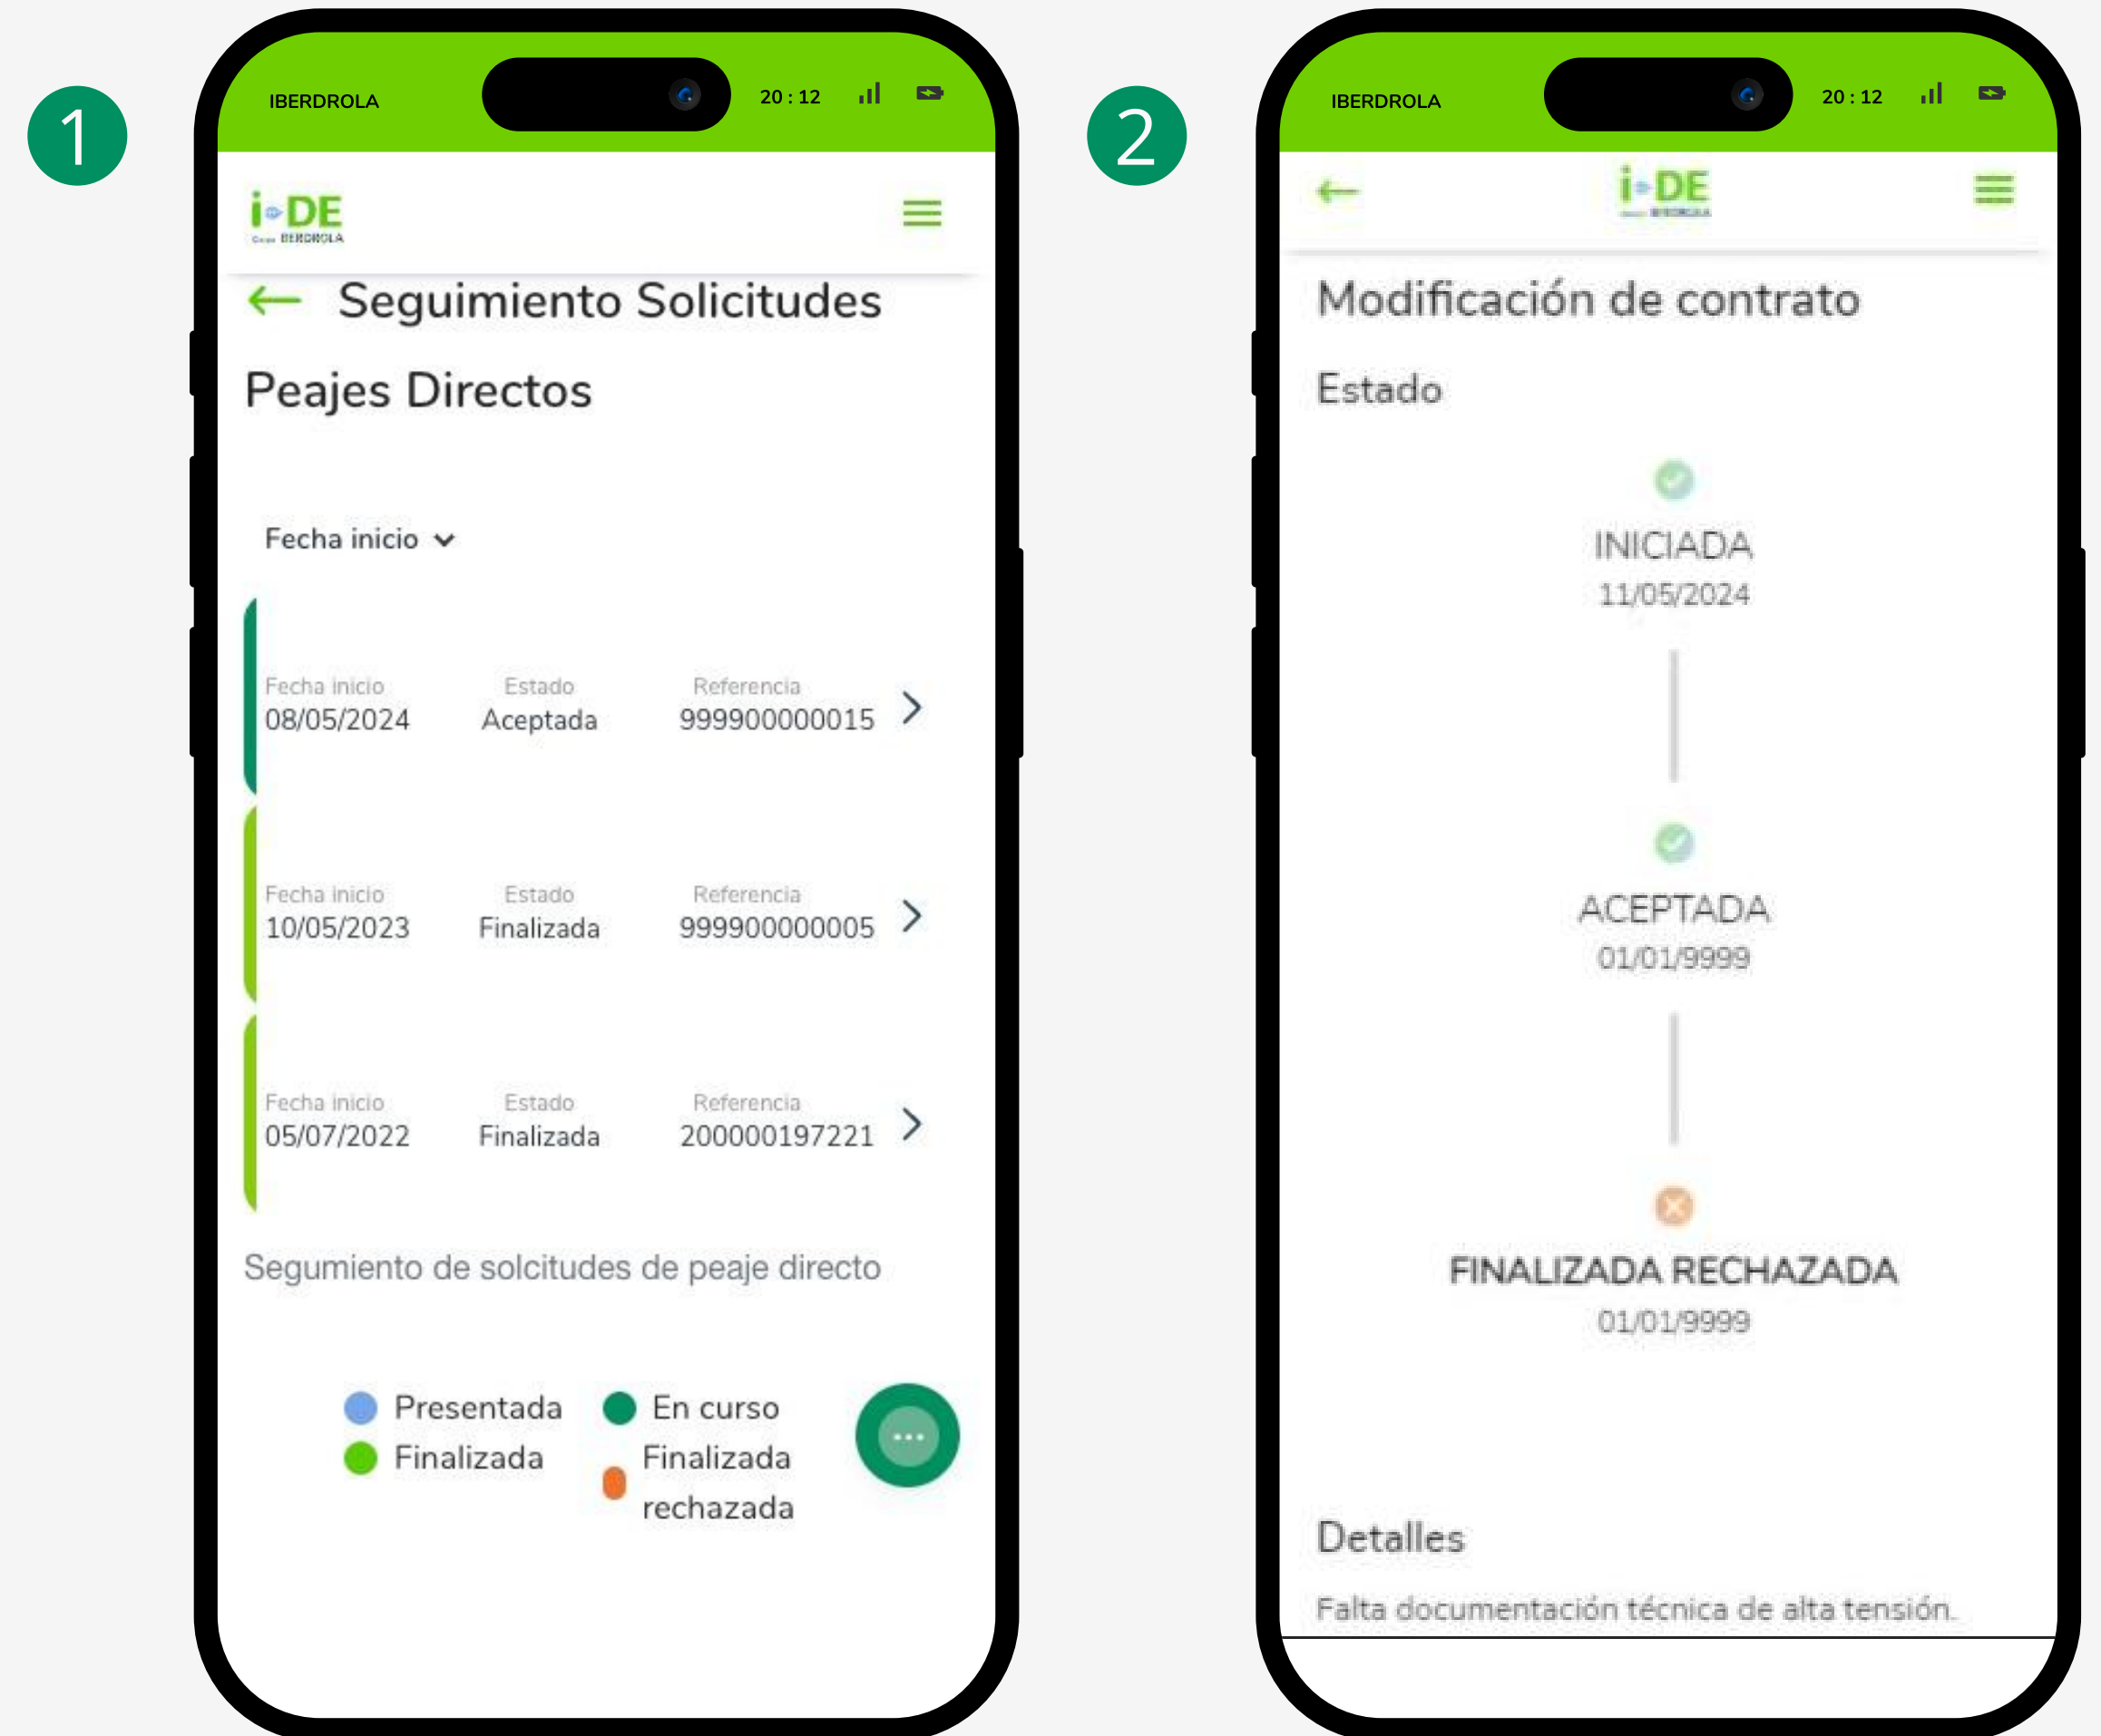 1
IBERDROLA
20 : 12
i-DE
Grupo IBERDROLA
Seguimiento Solicitudes
Peajes Directos
Fecha inicio
Fecha inicio Estado Referencia
08/05/2024 Aceptada 999900000015
Fecha inicio Estado Referencia
10/05/2023 Finalizada 999900000005
Fecha inicio Estado Referencia
05/07/2022 Finalizada 200000197221
Segumiento de solcitudes de peaje directo
Presentada En curso
Finalizada Finalizada
rechazada
2
IBERDROLA
20 : 12
i-DE
IBERDROLA
Modificación de contrato
Estado
INICIADA
11/05/2024
ACEPTADA
01/01/9999
FINALIZADA RECHAZADA
01/01/9999
Detalles
Falta documentación técnica de alta tensión.